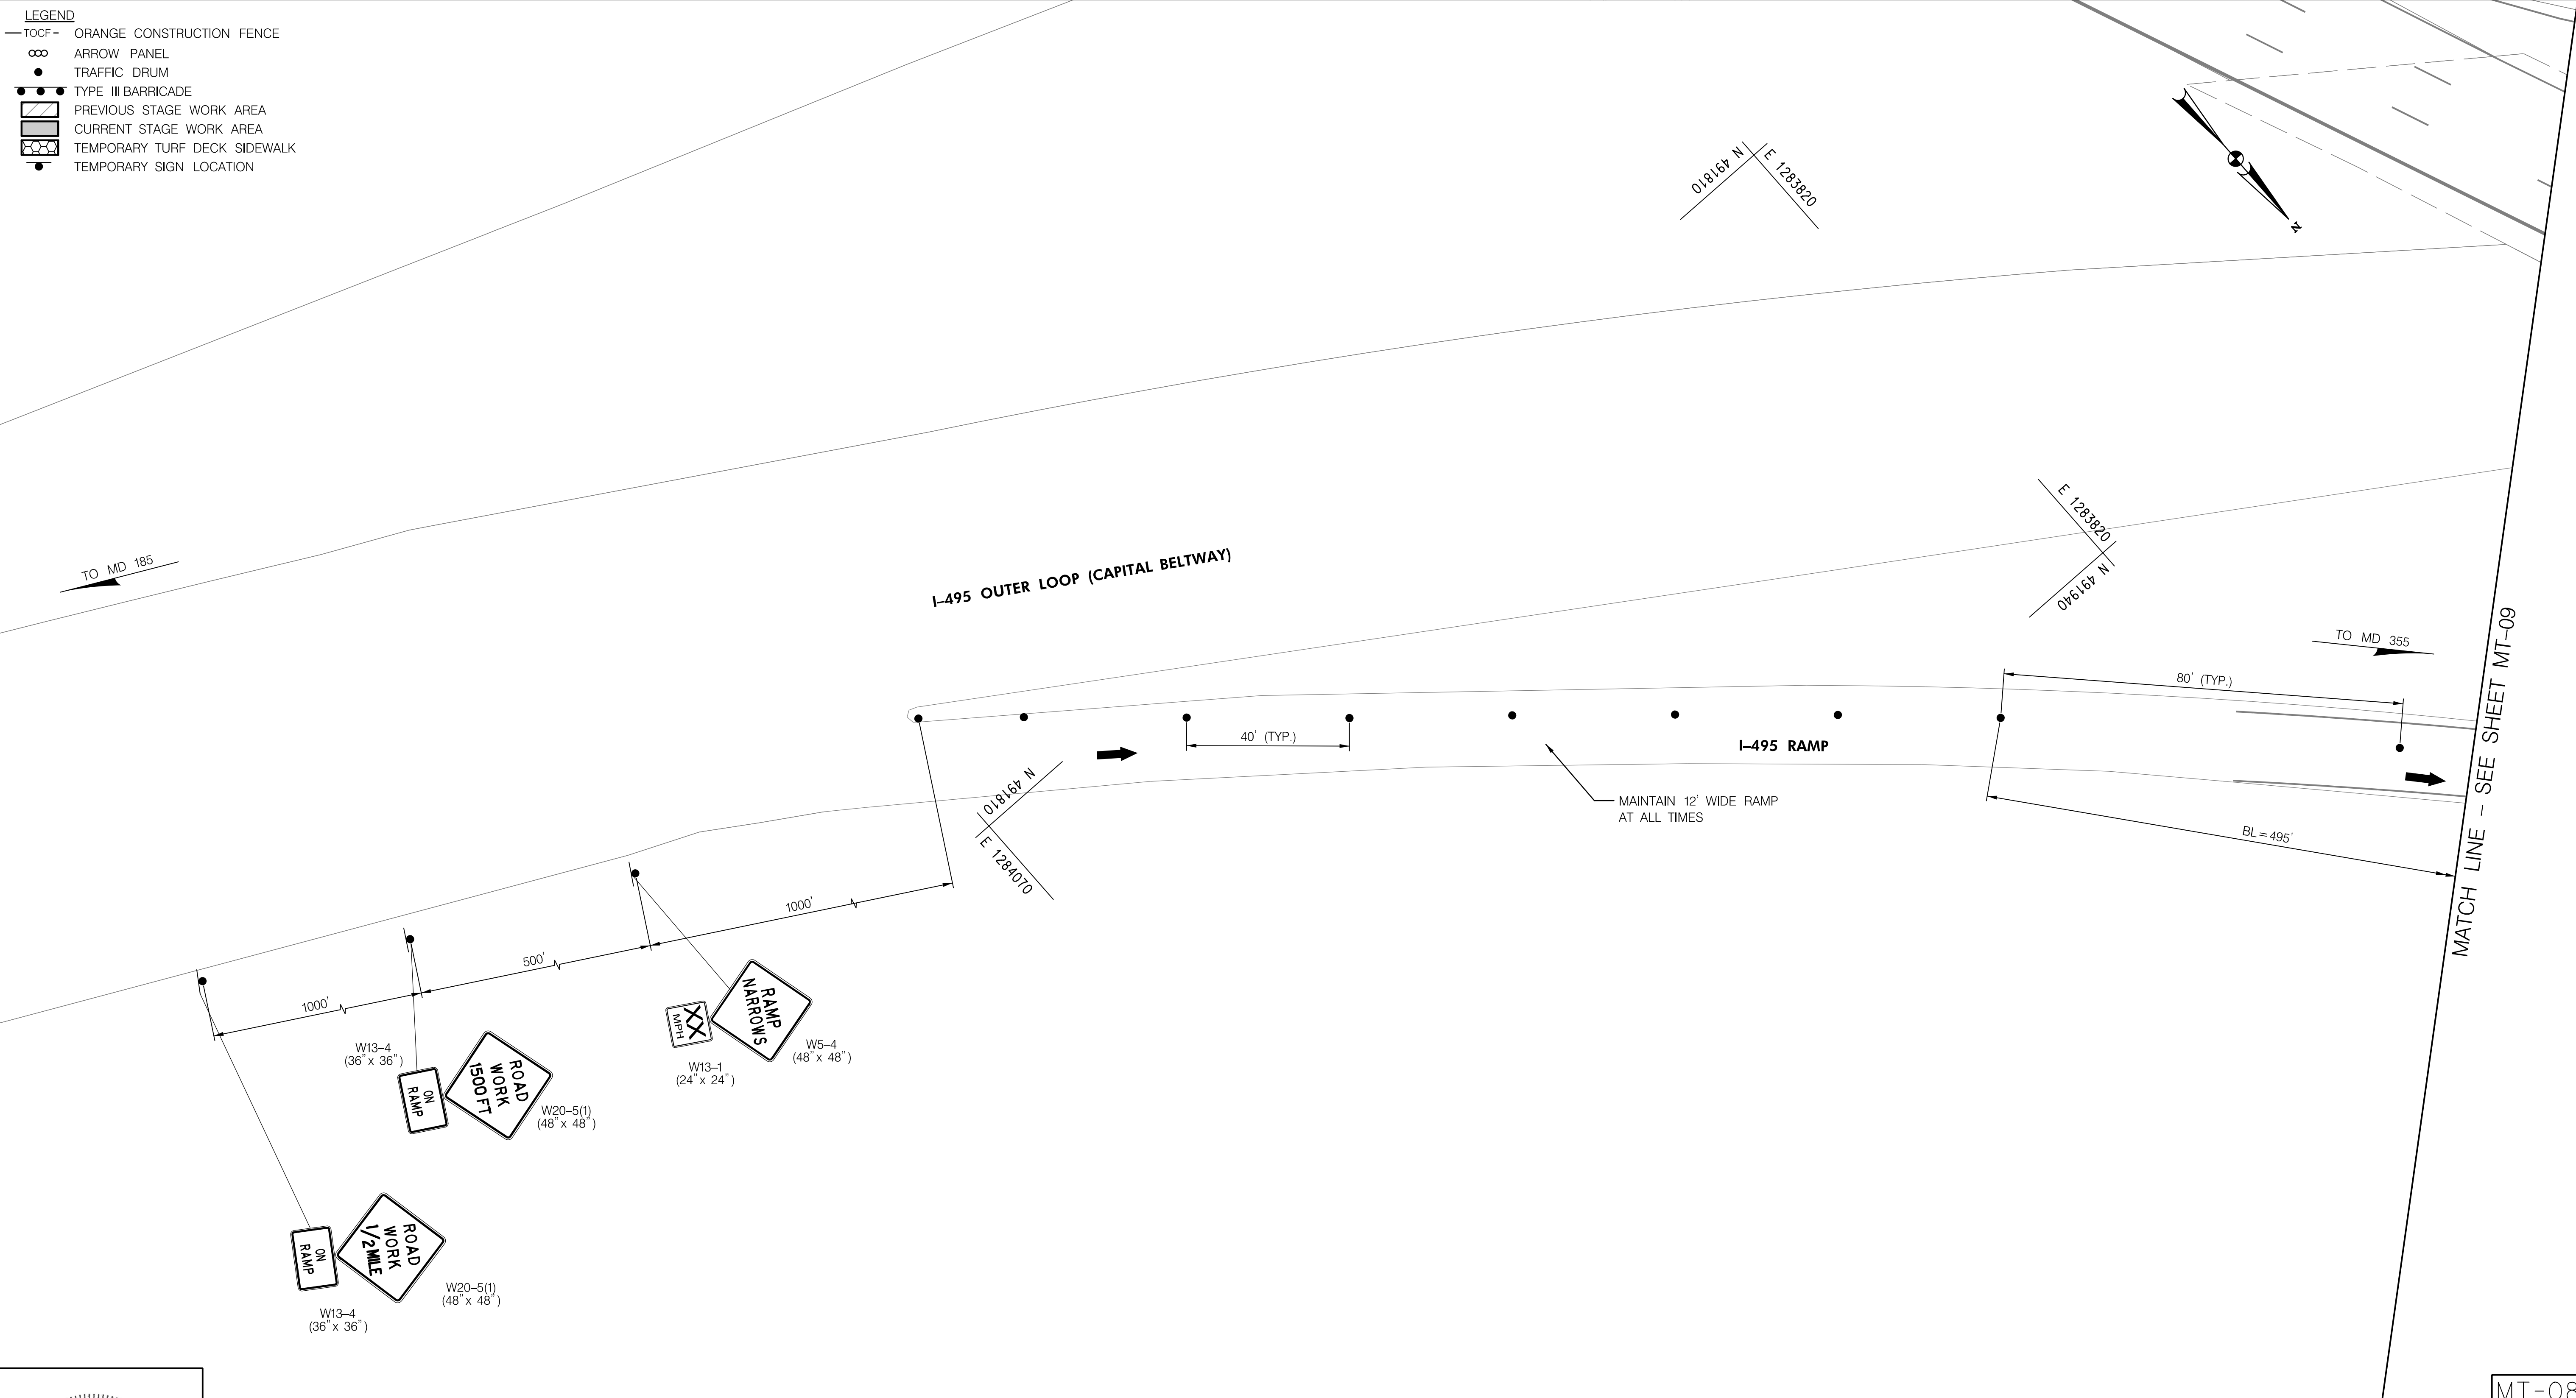 LEGEND
TOCF ORANGE CONSTRUCTION FENCE
ARROW PANEL
TRAFFIC DRUM
TYPE III BARRICADE
PREVIOUS STAGE WORK AREA
CURRENT STAGE WORK AREA
TEMPORARY TURF DECK SIDEWALK
TEMPORARY SIGN LOCATION
N 491810
E 1283820
N
E 1283820
N 491940
TO MD 185
I-495 OUTER LOOP (CAPITAL BELTWAY)
TO MD 355
80' (TYP.)
40' (TYP.)
I-495 RAMP
MAINTAIN 12' WIDE RAMP
AT ALL TIMES
BL=495'
MATCH LINE - SEE SHEET MT-09
N 491810
E 1284070
1000'
500'
1000'
RAMP
NARROWS
XX
MPH
W5-4
(48" x 48")
W13-1
(24" x 24")
W13-4
(36" x 36")
ROAD
WORK
1500 FT
ON
RAMP
W20-5(1)
(48" x 48")
ROAD
WORK
1/2 MILE
ON
RAMP
W20-5(1)
(48" x 48")
W13-4
(36" x 36")
MT-08